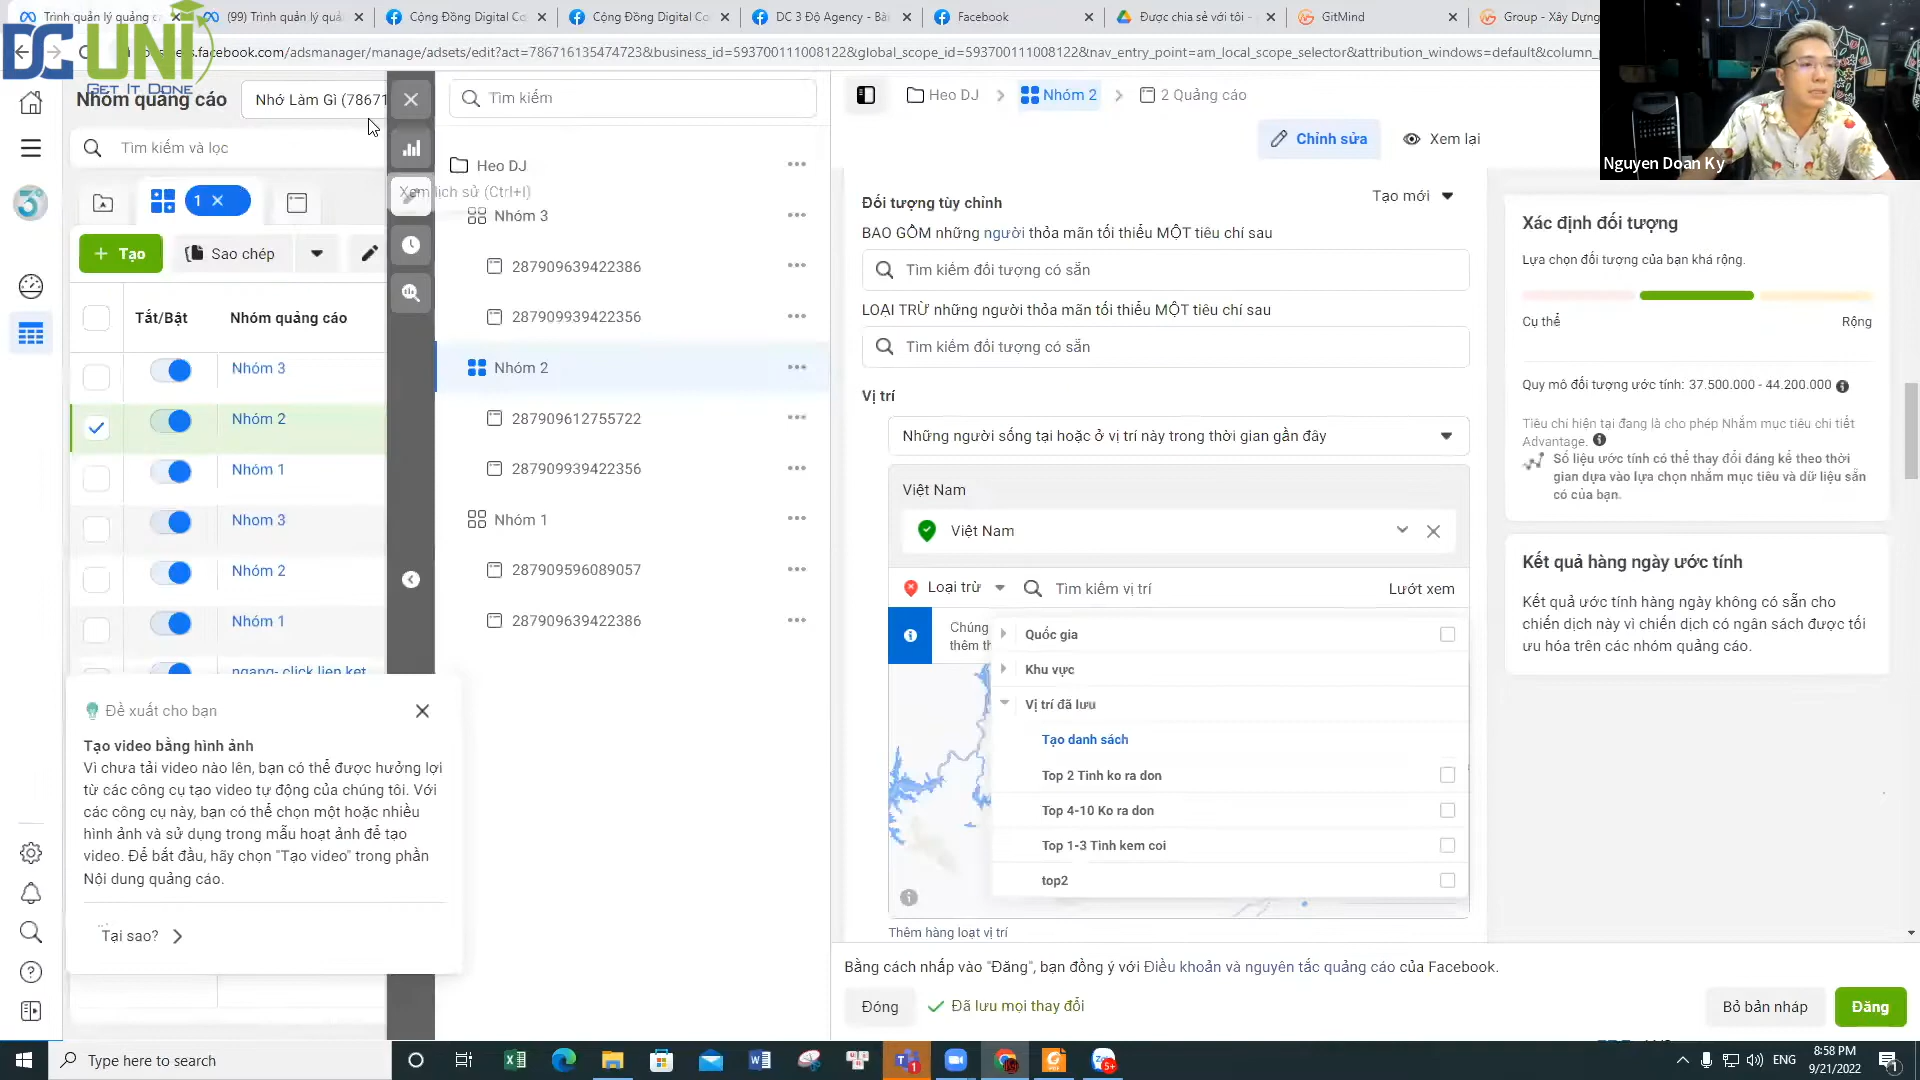 Trình quản lý quảng c
(99) Trình quản lý quả
Cộng Đồng Digital Co
Cộng Đồng Digital Co
DC 3 Độ Agency - Bà
Facebook
Được chia sẻ với tôi -
GitMind
Group - Xây Dựng
DC UNI
GET IT DONE
.facebook.com/adsmanager/manage/adsets/edit?act=786716135474723&business_id=593700111008122&global_scope_id=593700111008122&nav_entry_point=am_local_scope_selector&attribution_windows=default&column_
Nguyen Doan Ky
Nhóm quảng cáo
Nhớ Làm Gì (78671
Tìm kiếm và lọc
1
Tạo
Sao chép
Tắt/Bật
Nhóm quảng cáo
Nhóm 3
Nhóm 2
Nhóm 1
Nhom 3
Nhóm 2
Nhóm 1
ngang- click lien ket
Đề xuất cho bạn
Tạo video bằng hình ảnh
Vì chưa tải video nào lên, bạn có thể được hưởng lợi
từ các công cụ tạo video tự động của chúng tôi. Với
các công cụ này, bạn có thể chọn một hoặc nhiều
hình ảnh và sử dụng trong mẫu hoạt ảnh để tạo
video. Để bắt đầu, hãy chọn "Tạo video" trong phần
Nội dung quảng cáo.
Tại sao?
Tìm kiếm
Heo DJ
Xem lịch sử (Ctrl+I)
Nhóm 3
287909639422386
287909939422356
Nhóm 2
287909612755722
287909939422356
Nhóm 1
287909596089057
287909639422386
Heo DJ
Nhóm 2
2 Quảng cáo
Chỉnh sửa
Xem lại
Đối tượng tùy chỉnh
Tạo mới
BAO GỒM những người thỏa mãn tối thiểu MỘT tiêu chí sau
Tìm kiếm đối tượng có sẵn
LOẠI TRỪ những người thỏa mãn tối thiểu MỘT tiêu chí sau
Tìm kiếm đối tượng có sẵn
Vị trí
Những người sống tại hoặc ở vị trí này trong thời gian gần đây
Việt Nam
Việt Nam
Loại trừ
Tìm kiếm vị trí
Lướt xem
Chúng
thêm th
Quốc gia
Khu vực
Vị trí đã lưu
Tạo danh sách
Top 2 Tinh ko ra don
Top 4-10 Ko ra don
Top 1-3 Tinh kem coi
top2
Thêm hàng loạt vị trí
Bằng cách nhấp vào "Đăng", bạn đồng ý với Điều khoản và nguyên tắc quảng cáo của Facebook.
Đóng
Đã lưu mọi thay đổi
Bỏ bản nháp
Đăng
Xác định đối tượng
Lựa chọn đối tượng của bạn khá rộng.
Cụ thể
Rộng
Quy mô đối tượng ước tính: 37.500.000 - 44.200.000
Tiêu chí hiện tại đang là cho phép Nhắm mục tiêu chi tiết
Advantage.
Số liệu ước tính có thể thay đổi đáng kể theo thời
gian dựa vào lựa chọn nhắm mục tiêu và dữ liệu sẵn
có của bạn.
Kết quả hàng ngày ước tính
Kết quả ước tính hàng ngày không có sẵn cho
chiến dịch này vì chiến dịch có ngân sách được tối
ưu hóa trên các nhóm quảng cáo.
Type here to search
ENG
8:58 PM
9/21/2022